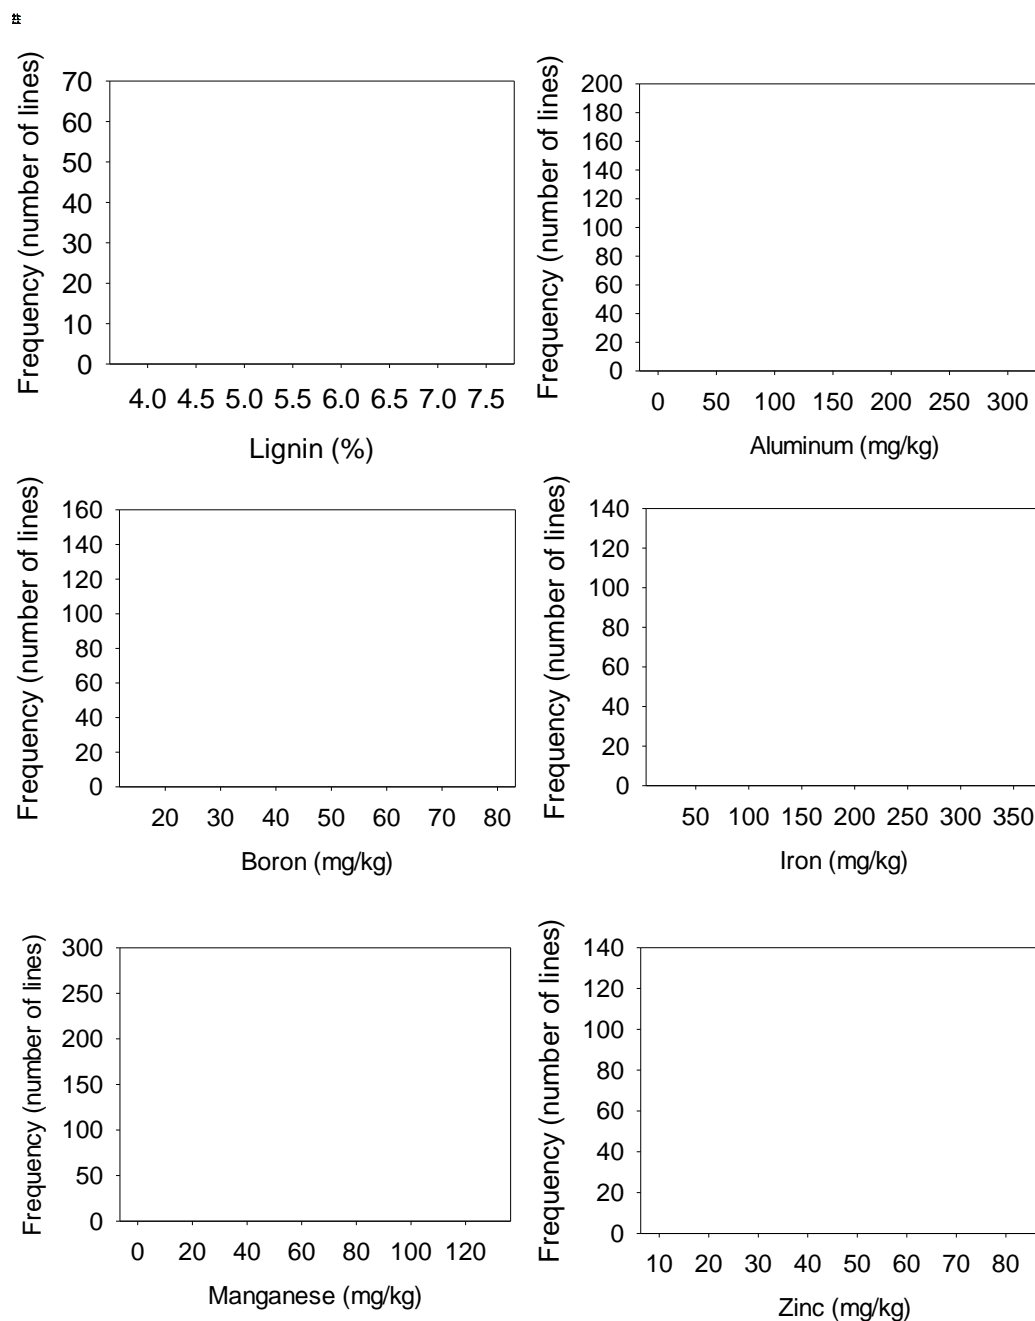 Frequency (number of lines)
70
60
50
40
30
20
10
0
4.0 4.5 5.0 5.5 6.0 6.5 7.0 7.5
Lignin (%)
Frequency (number of lines)
200
180
160
140
120
100
80
60
40
20
0
0 50 100 150 200 250 300
Aluminum (mg/kg)
Frequency (number of lines)
160
140
120
100
80
60
40
20
0
20 30 40 50 60 70 80
Boron (mg/kg)
Frequency (number of lines)
140
120
100
80
60
40
20
0
50 100 150 200 250 300 350
Iron (mg/kg)
Frequency (number of lines)
300
250
200
150
100
50
0
0 20 40 60 80 100 120
Manganese (mg/kg)
Frequency (number of lines)
140
120
100
80
60
40
20
0
10 20 30 40 50 60 70 80
Zinc (mg/kg)